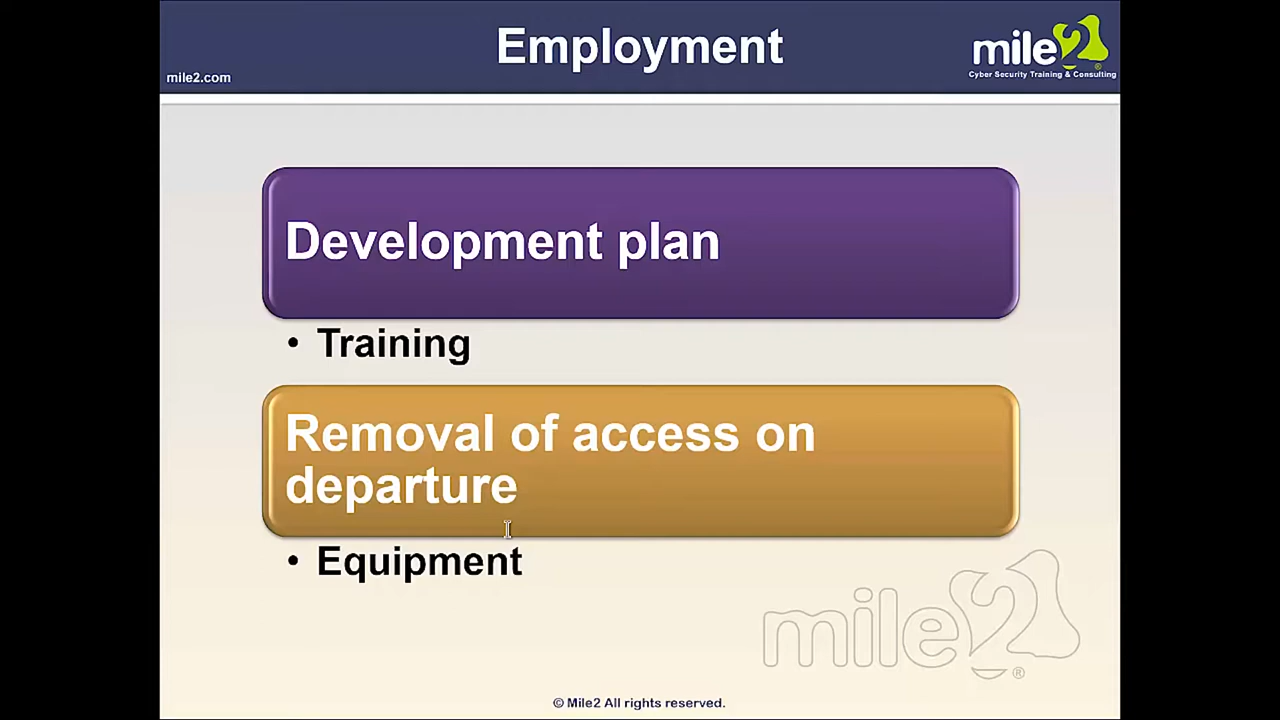 Employment
mile2
Cyber Security Training & Consulting
mile2.com
Development plan
• Training
Removal of access on
departure
• Equipment
mile2
®
© Mile2 All rights reserved.